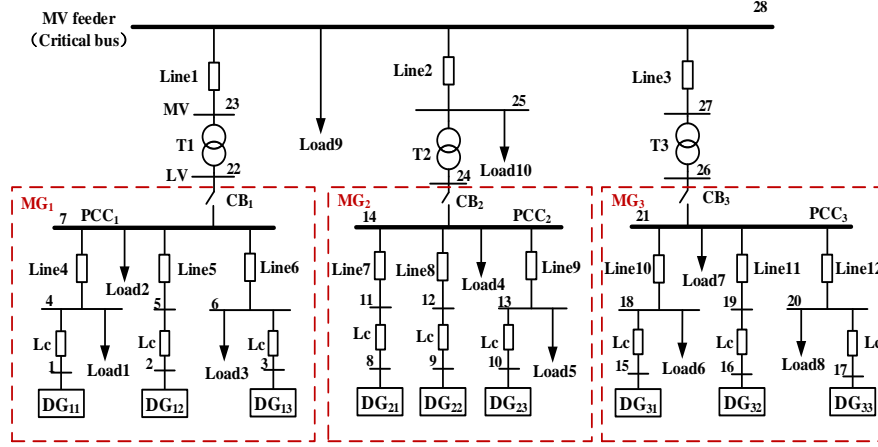 MV feeder
28
(Critical bus)
Line1
Line2
Line3
MV
23
25
27
T1
Load9
T2
Load10
T3
LV
22
24
26
MG1
CB1
MG2
CB2
MG3
CB3
7
PCC1
14
PCC2
21
PCC3
Line4
Line5
Line6
Line7
Line8
Line9
Line10
Line11
Line12
Load2
Load4
Load7
4
5
6
11
12
13
18
19
20
Lc
Lc
Lc
Lc
Lc
Lc
Lc
Lc
Lc
Load1
Load3
Load5
Load6
Load8
1
2
3
8
9
10
15
16
17
DG11
DG12
DG13
DG21
DG22
DG23
DG31
DG32
DG33